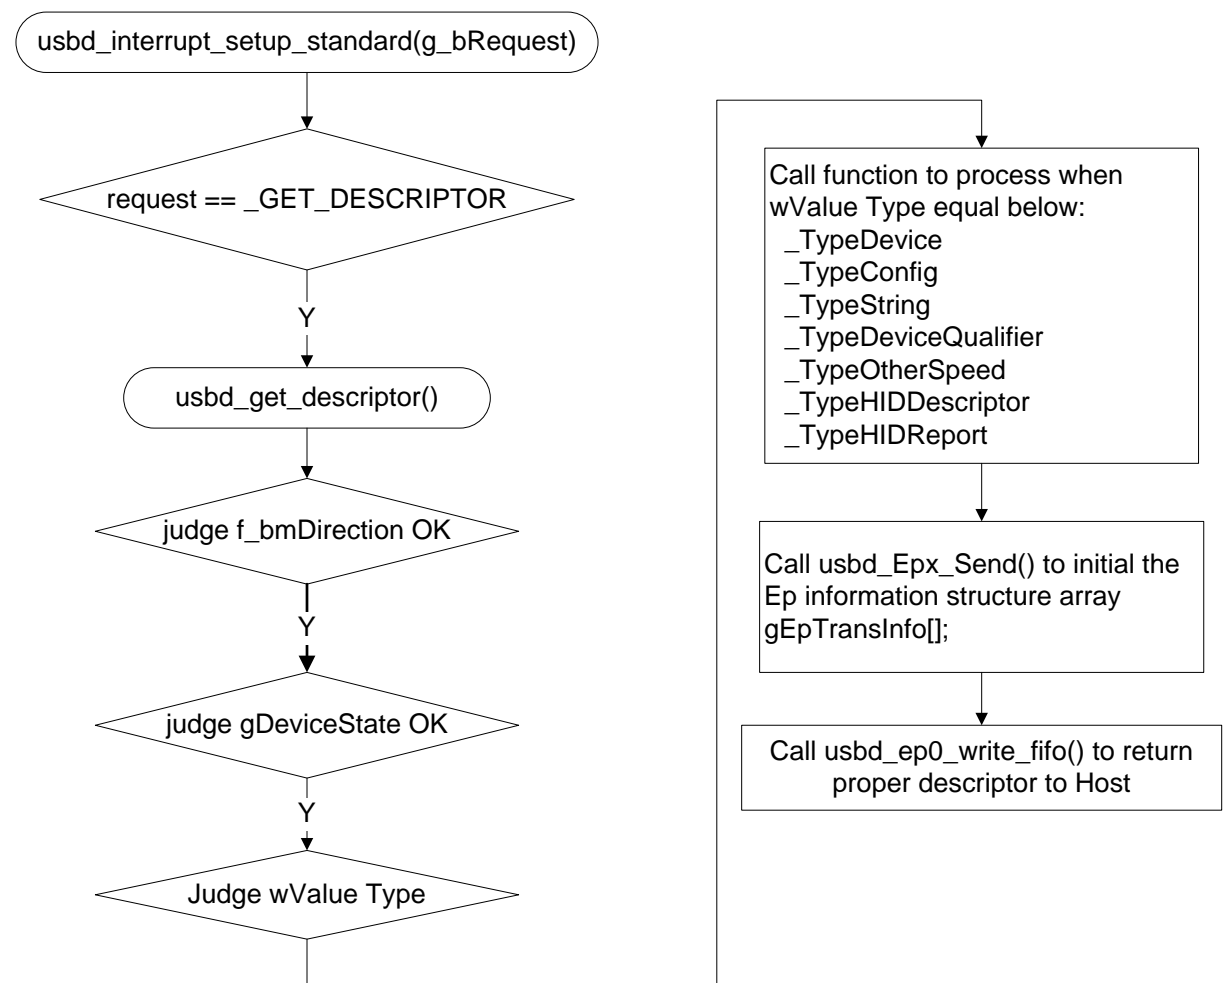 usbd_interrupt_setup_standard(g_bRequest)
request == _GET_DESCRIPTOR
Y
usbd_get_descriptor()
judge f_bmDirection OK
Y
judge gDeviceState OK
Y
Judge wValue Type
Call function to process when
wValue Type equal below:
_TypeDevice
_TypeConfig
_TypeString
_TypeDeviceQualifier
_TypeOtherSpeed
_TypeHIDDescriptor
_TypeHIDReport
Call usbd_Epx_Send() to initial the
Ep information structure array
gEpTransInfo[];
Call usbd_ep0_write_fifo() to return
proper descriptor to Host